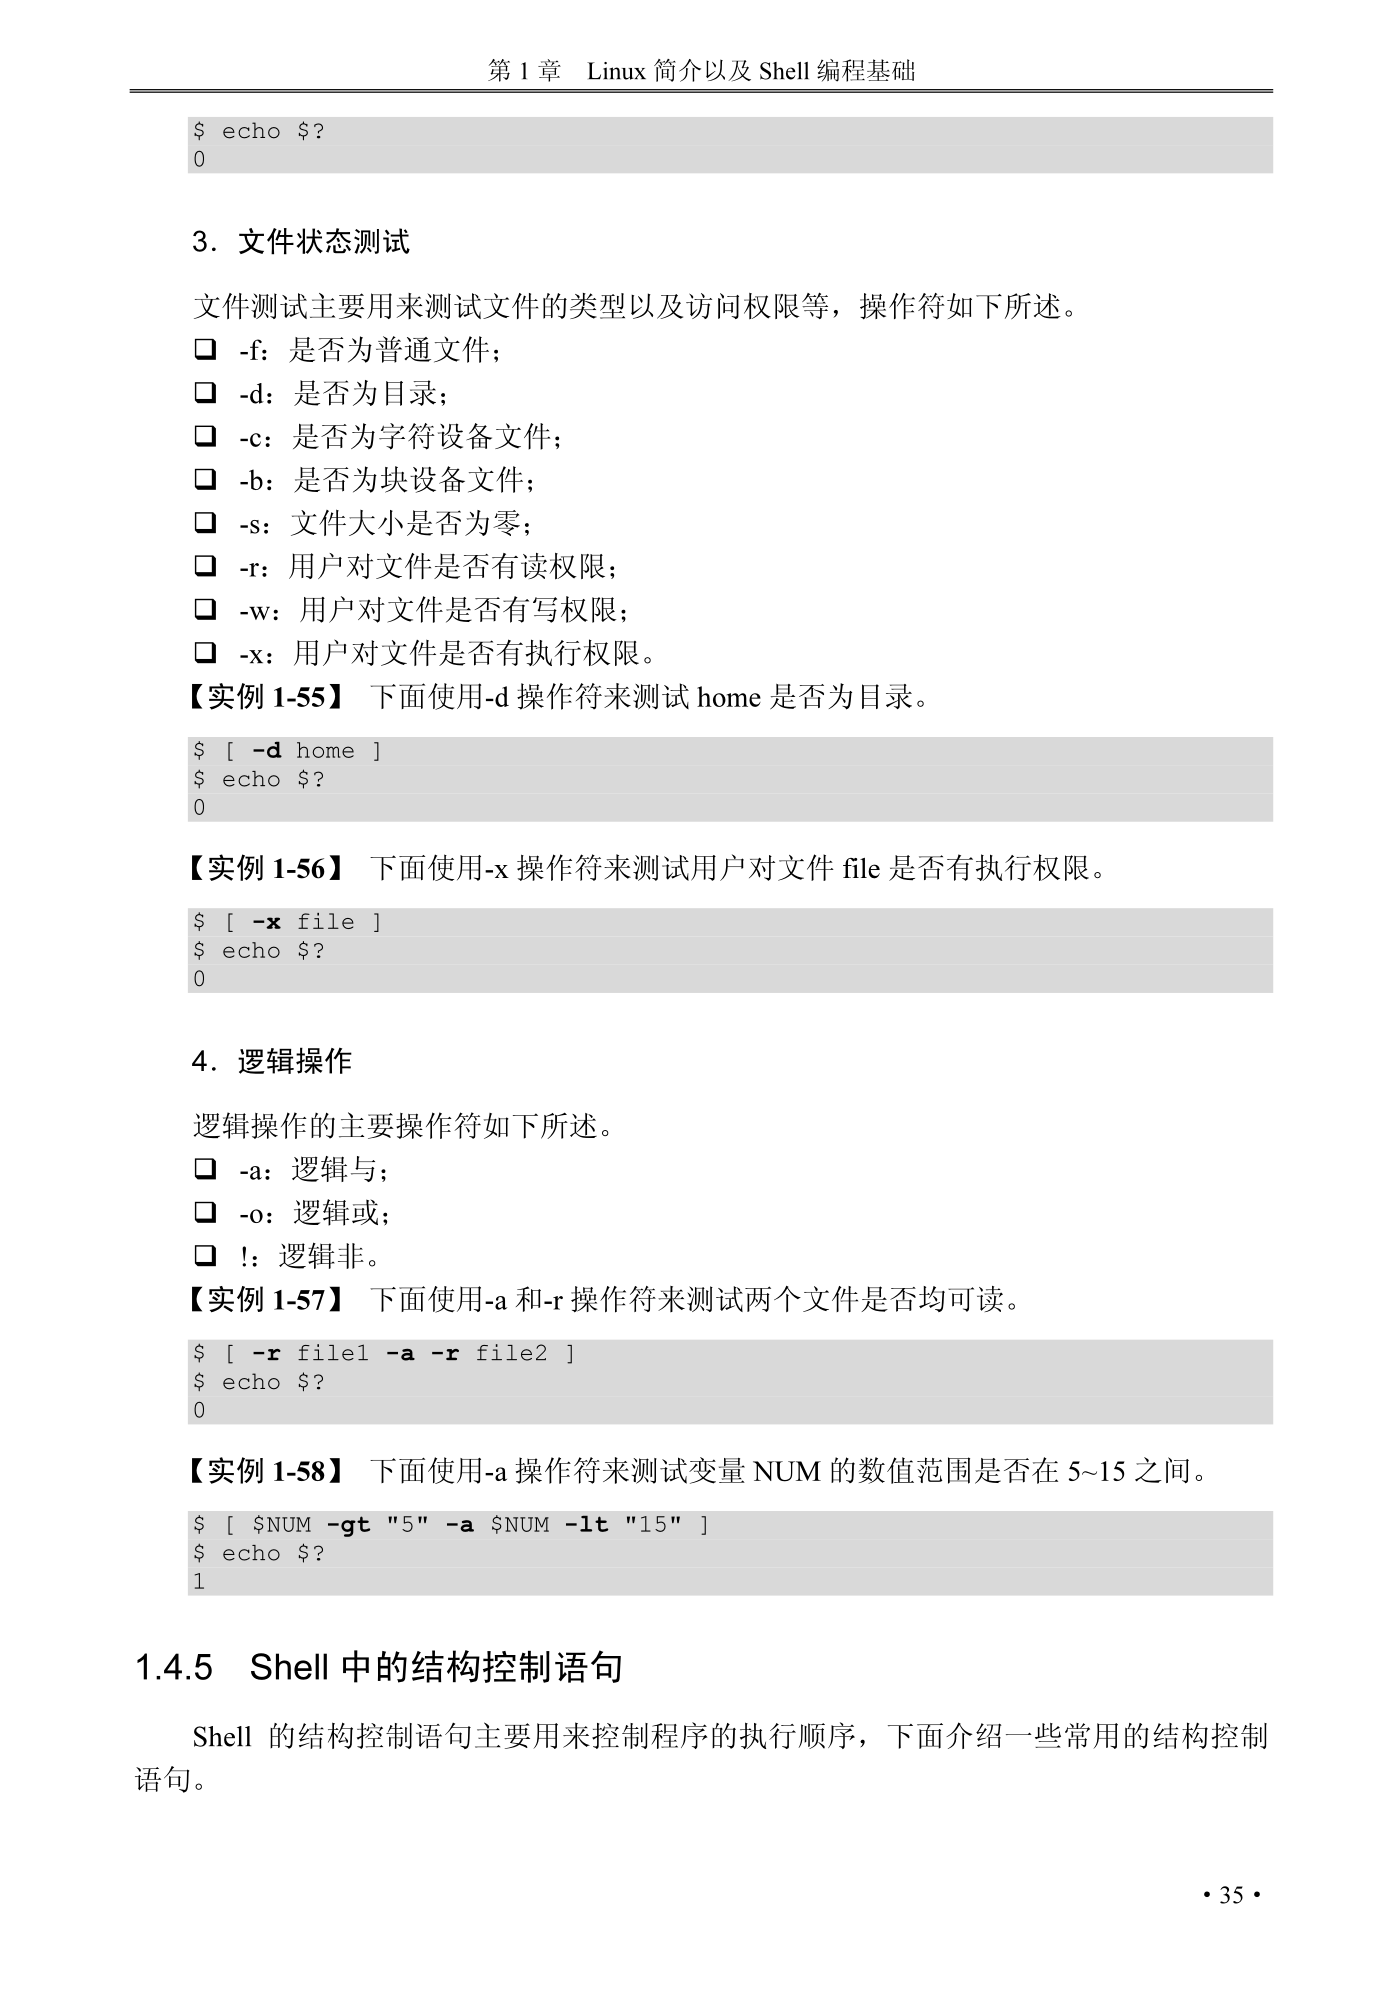 第 1 章　Linux 简介以及 Shell 编程基础
$ echo $?
0
3．文件状态测试
文件测试主要用来测试文件的类型以及访问权限等，操作符如下所述。
❑ -f：是否为普通文件；
❑ -d：是否为目录；
❑ -c：是否为字符设备文件；
❑ -b：是否为块设备文件；
❑ -s：文件大小是否为零；
❑ -r：用户对文件是否有读权限；
❑ -w：用户对文件是否有写权限；
❑ -x：用户对文件是否有执行权限。
【实例 1-55】 下面使用-d 操作符来测试 home 是否为目录。
$ [ -d home ]
$ echo $?
0
【实例 1-56】 下面使用-x 操作符来测试用户对文件 file 是否有执行权限。
$ [ -x file ]
$ echo $?
0
4．逻辑操作
逻辑操作的主要操作符如下所述。
❑ -a：逻辑与；
❑ -o：逻辑或；
❑ !：逻辑非。
【实例 1-57】 下面使用-a 和-r 操作符来测试两个文件是否均可读。
$ [ -r file1 -a -r file2 ]
$ echo $?
0
【实例 1-58】 下面使用-a 操作符来测试变量 NUM 的数值范围是否在 5~15 之间。
$ [ $NUM -gt "5" -a $NUM -lt "15" ]
$ echo $?
1
1.4.5　Shell 中的结构控制语句
Shell 的结构控制语句主要用来控制程序的执行顺序，下面介绍一些常用的结构控制
语句。
• 35 •